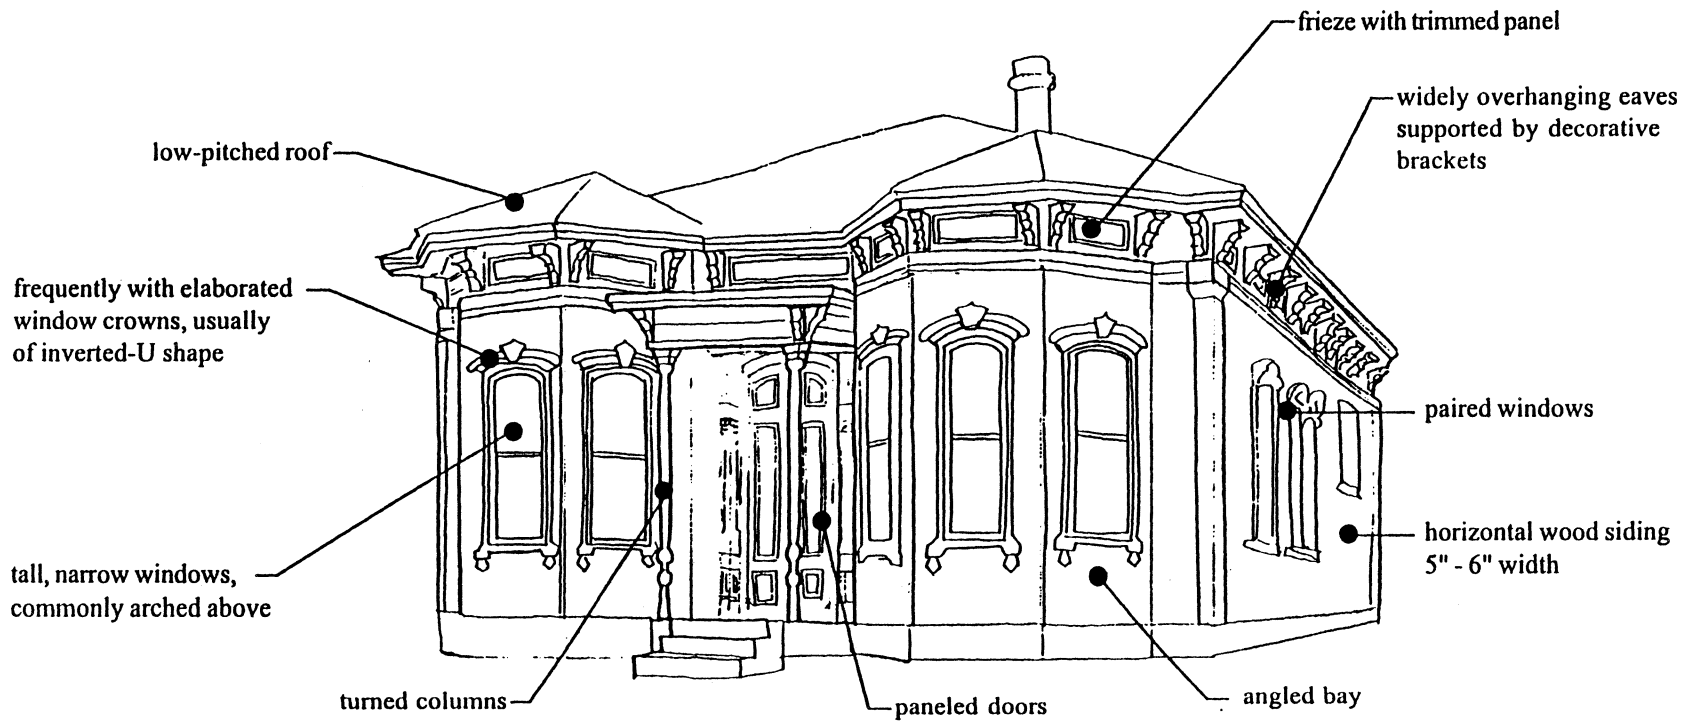 frieze with trimmed panel
widely overhanging eaves
supported by decorative
brackets
low-pitched roof
frequently with elaborated
window crowns, usually
of inverted-U shape
paired windows
horizontal wood siding
5" - 6" width
tall, narrow windows,
commonly arched above
turned columns
paneled doors
angled bay